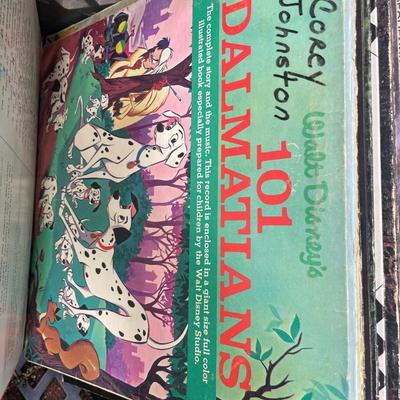 Corey
Johnston
Walt Disney's
101
DALMATIANS
The complete story and the music. This record is enclosed in a giant size full color
illustrated book especially prepared for children by the Walt Disney Studio.